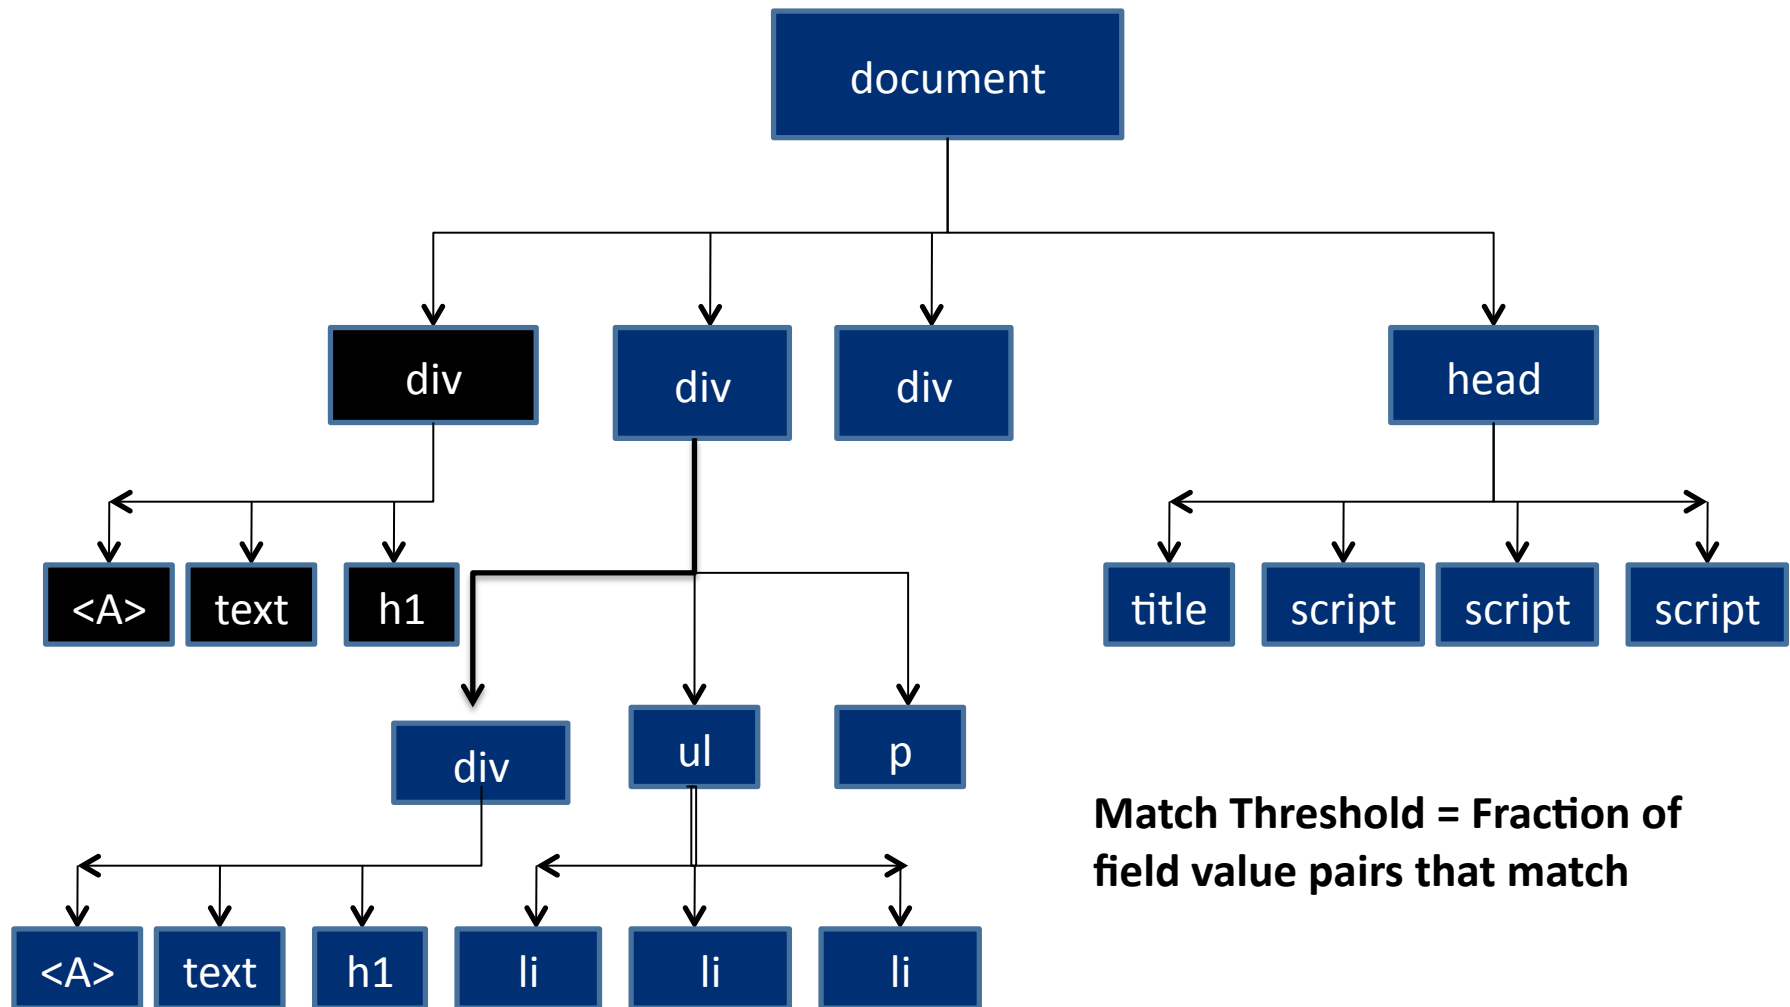 document
div
div
div
head
<A>
text
h1
title
script
script
script
div
ul
p
Match Threshold = Fraction of
field value pairs that match
<A>
text
h1
li
li
li